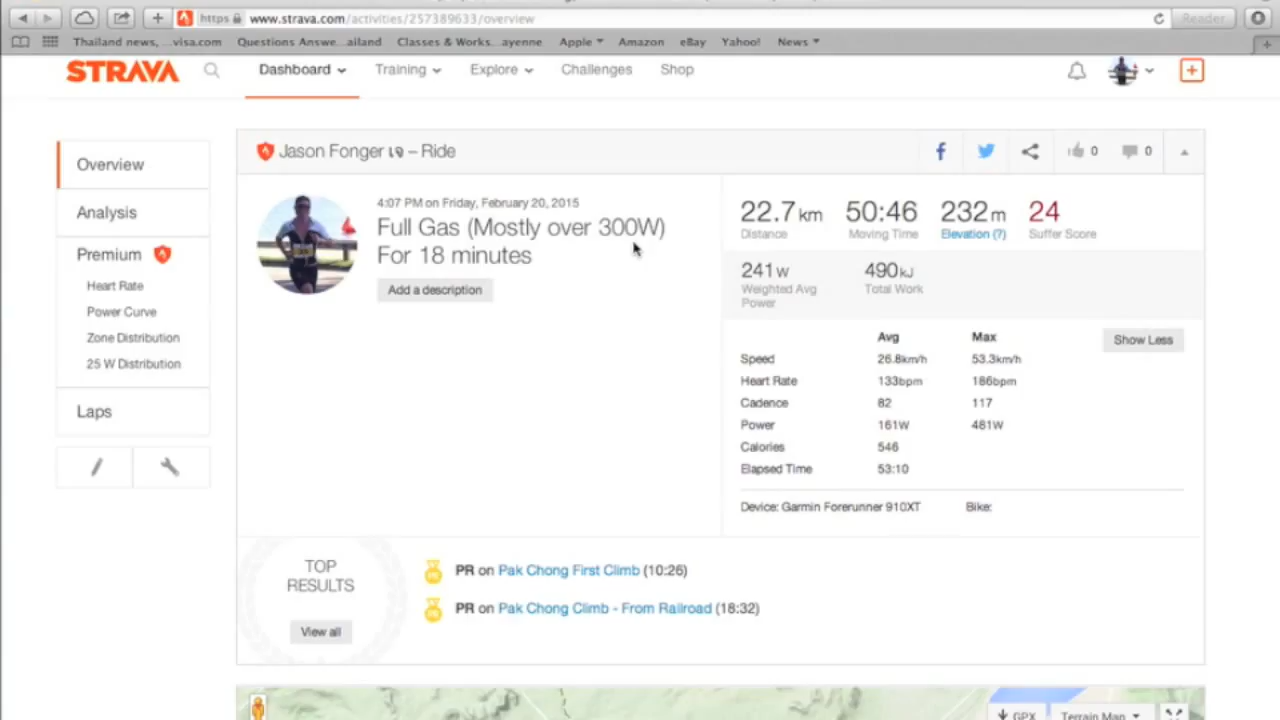 https www.strava.com/activities/257389633/overview Reader
Thailand news, ...visa.com Questions Answe...ailand Classes & Works...ayenne Apple Amazon eBay Yahoo! News
STRAVA Dashboard Training Explore Challenges Shop
Overview
Analysis
Premium
Heart Rate
Power Curve
Zone Distribution
25 W Distribution
Laps
Jason Fonger – Ride 0 0
4:07 PM on Friday, February 20, 2015
Full Gas (Mostly over 300W)
For 18 minutes
Add a description
22.7km 50:46 232m 24
Distance Moving Time Elevation (?) Suffer Score
241W 490kJ
Weighted Avg Total Work
Power
Avg Max
Show Less
Speed 26.8km/h 53.3km/h
Heart Rate 133bpm 186bpm
Cadence 82 117
Power 161W 481W
Calories 546
Elapsed Time 53:10
Device: Garmin Forerunner 910XT Bike:
TOP
RESULTS
View all
PR on Pak Chong First Climb (10:26)
PR on Pak Chong Climb - From Railroad (18:32)
GPX Terrain Map